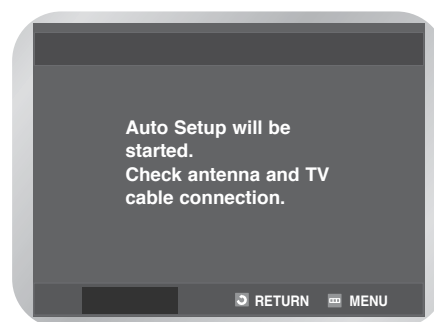 Auto Setup will be
started.
Check antenna and TV
cable connection.
RETURN MENU